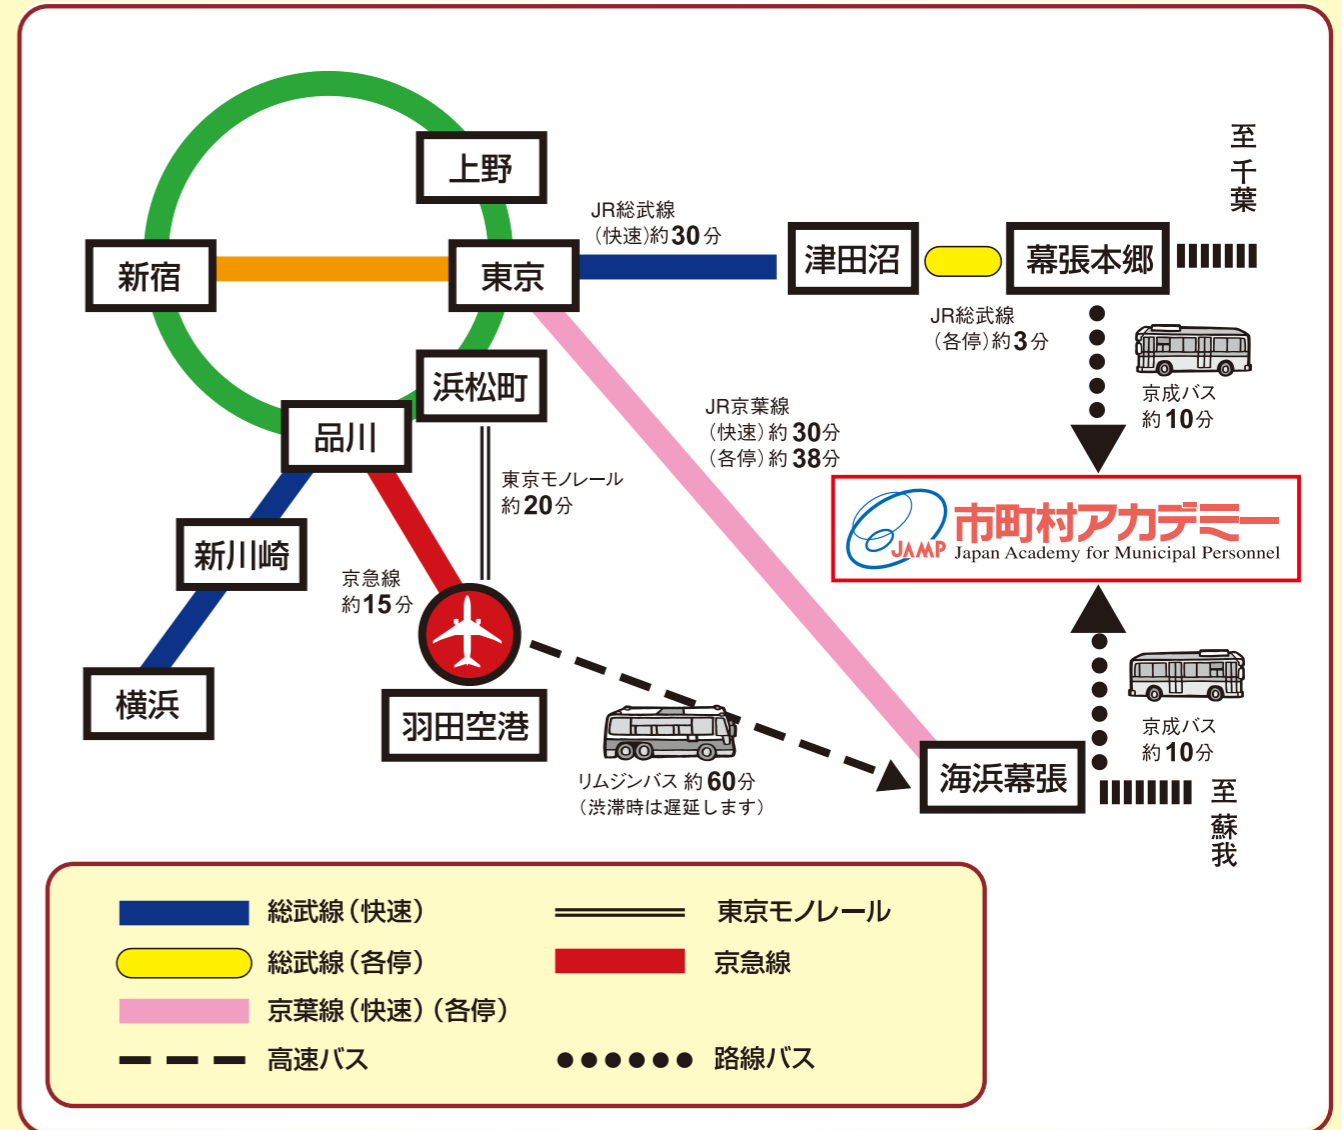 上野
至千葉
JR総武線
（快速）約30分
新宿
東京
津田沼
幕張本郷
JR総武線
（各停）約3分
浜松町
京成バス
約10分
JR京葉線
（快速）約30分
（各停）約38分
品川
東京モノレール
約20分
JAMP
市町村アカデミー
Japan Academy for Municipal Personnel
新川崎
京急線
約15分
横浜
羽田空港
京成バス
約10分
海浜幕張
リムジンバス 約60分
（渋滞時は遅延します）
至蘇我
総武線（快速）
東京モノレール
総武線（各停）
京急線
京葉線（快速）（各停）
高速バス
路線バス